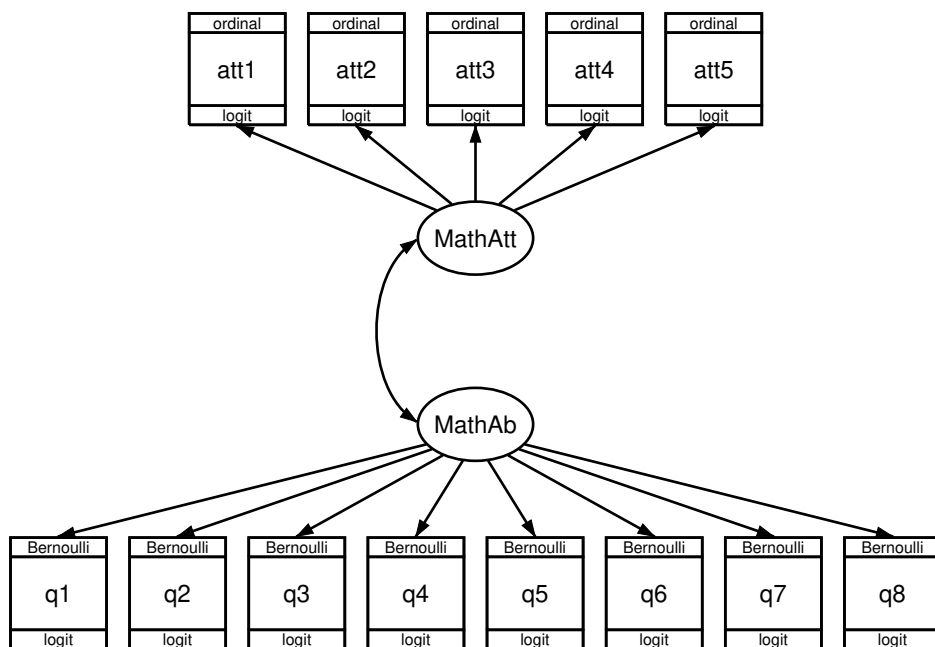 ordinal ordinal ordinal ordinal ordinal
att1 att2 att3 att4 att5
logit logit logit logit logit
MathAtt
MathAb
Bernoulli Bernoulli Bernoulli Bernoulli Bernoulli Bernoulli Bernoulli Bernoulli
q1 q2 q3 q4 q5 q6 q7 q8
logit logit logit logit logit logit logit logit